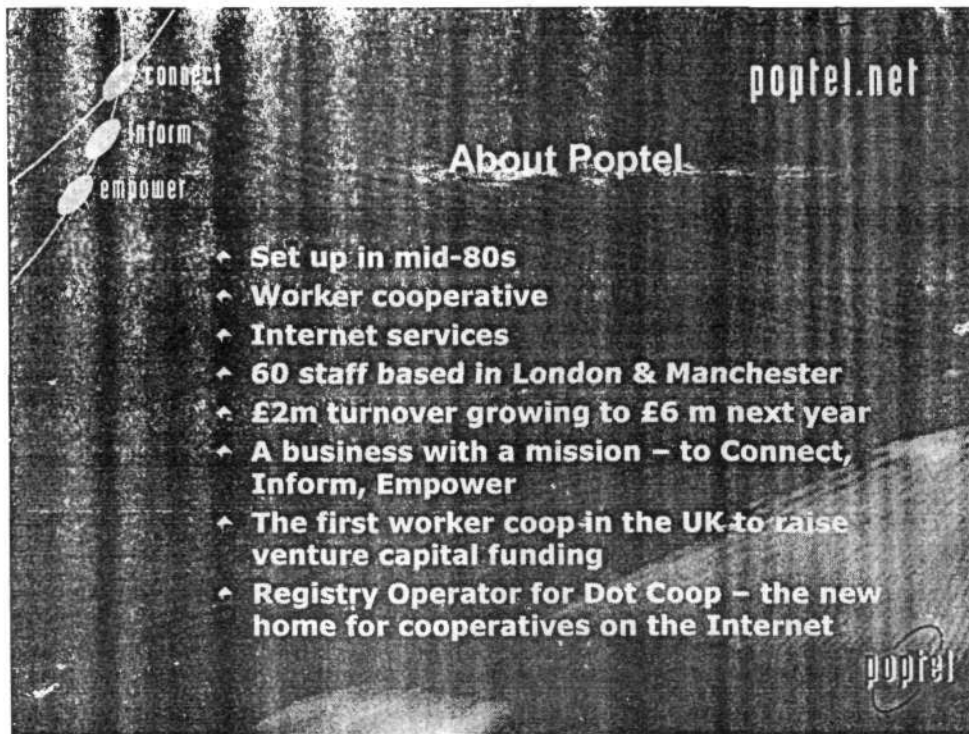 connect
poptel.net
inform
About Poptel
empower
Set up in mid-80s
Worker cooperative
Internet services
60 staff based in London & Manchester
£2m turnover growing to £6 m next year
A business with a mission – to Connect,
Inform, Empower
The first worker coop in the UK to raise
venture capital funding
Registry Operator for Dot Coop – the new
home for cooperatives on the Internet
poptel